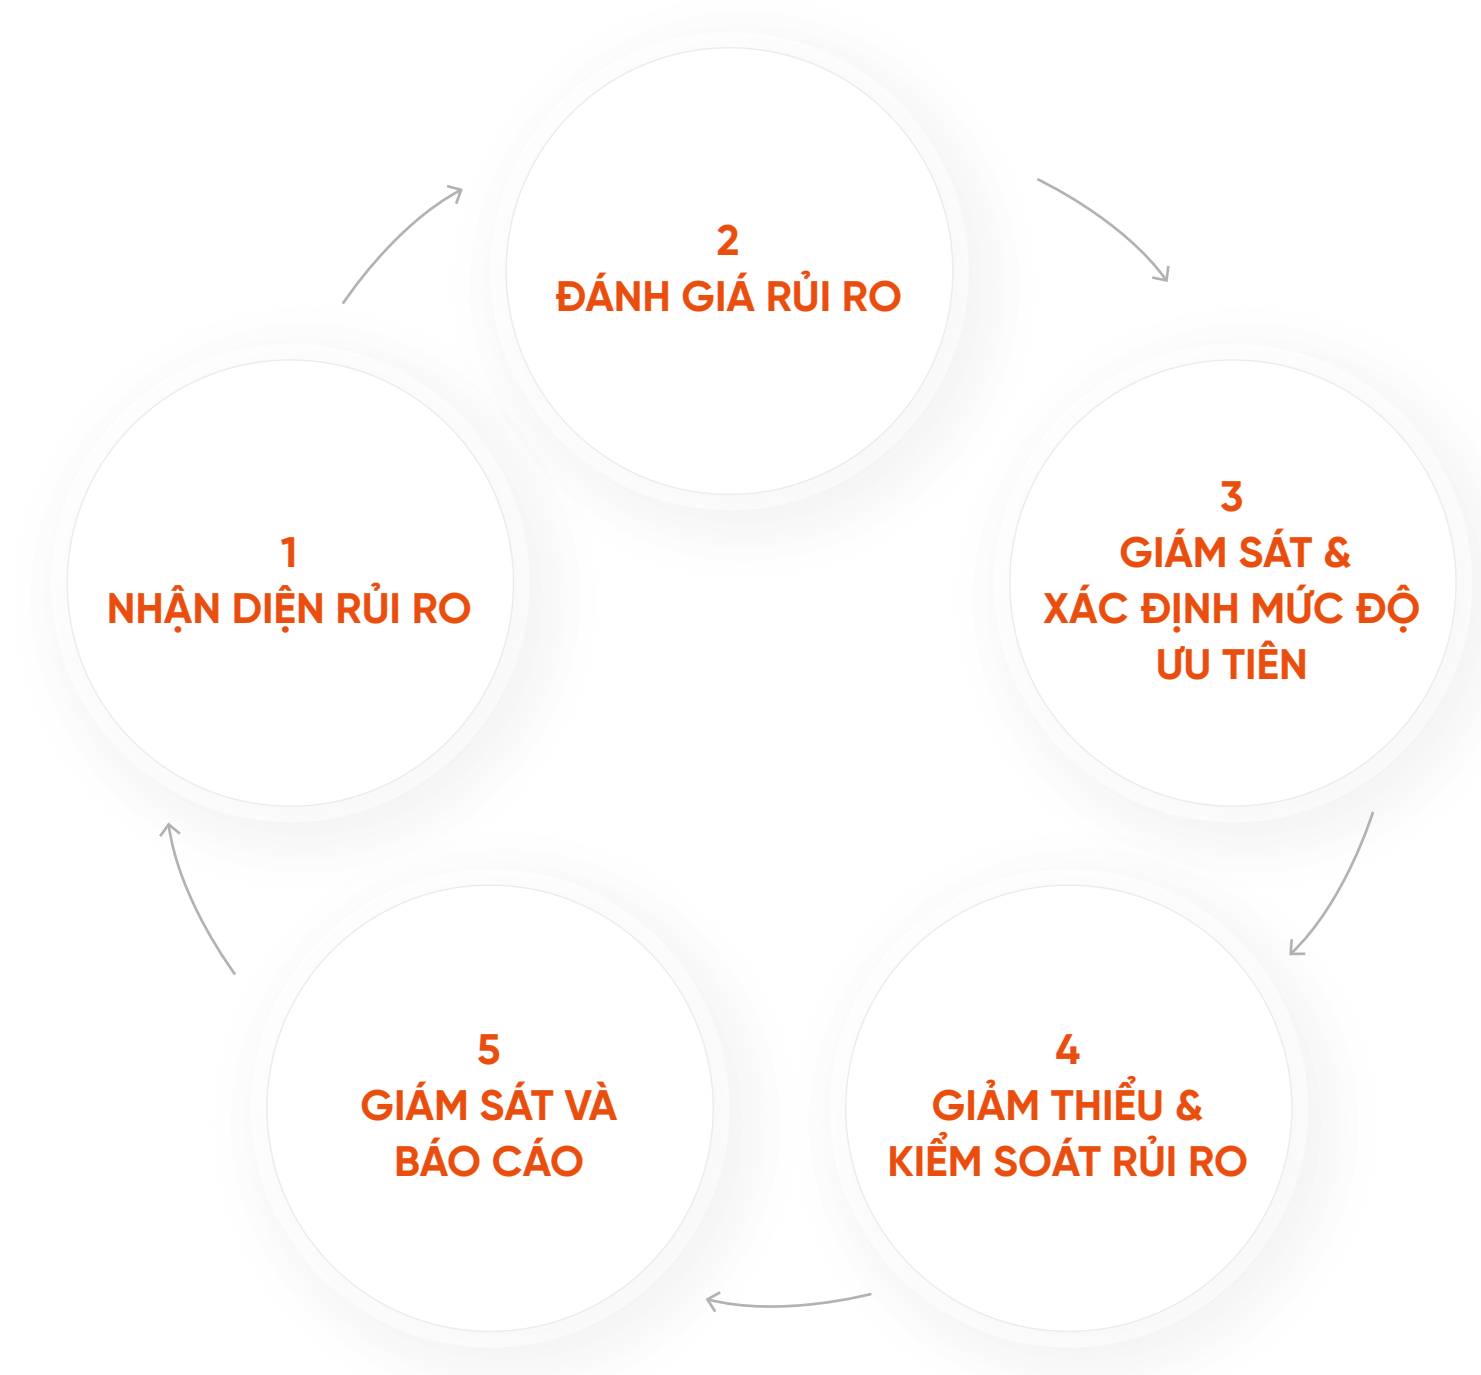 1
NHẬN DIỆN RỦI RO
2
ĐÁNH GIÁ RỦI RO
3
GIÁM SÁT &
XÁC ĐỊNH MỨC ĐỘ
ƯU TIÊN
4
GIẢM THIỂU &
KIỂM SOÁT RỦI RO
5
GIÁM SÁT VÀ
BÁO CÁO